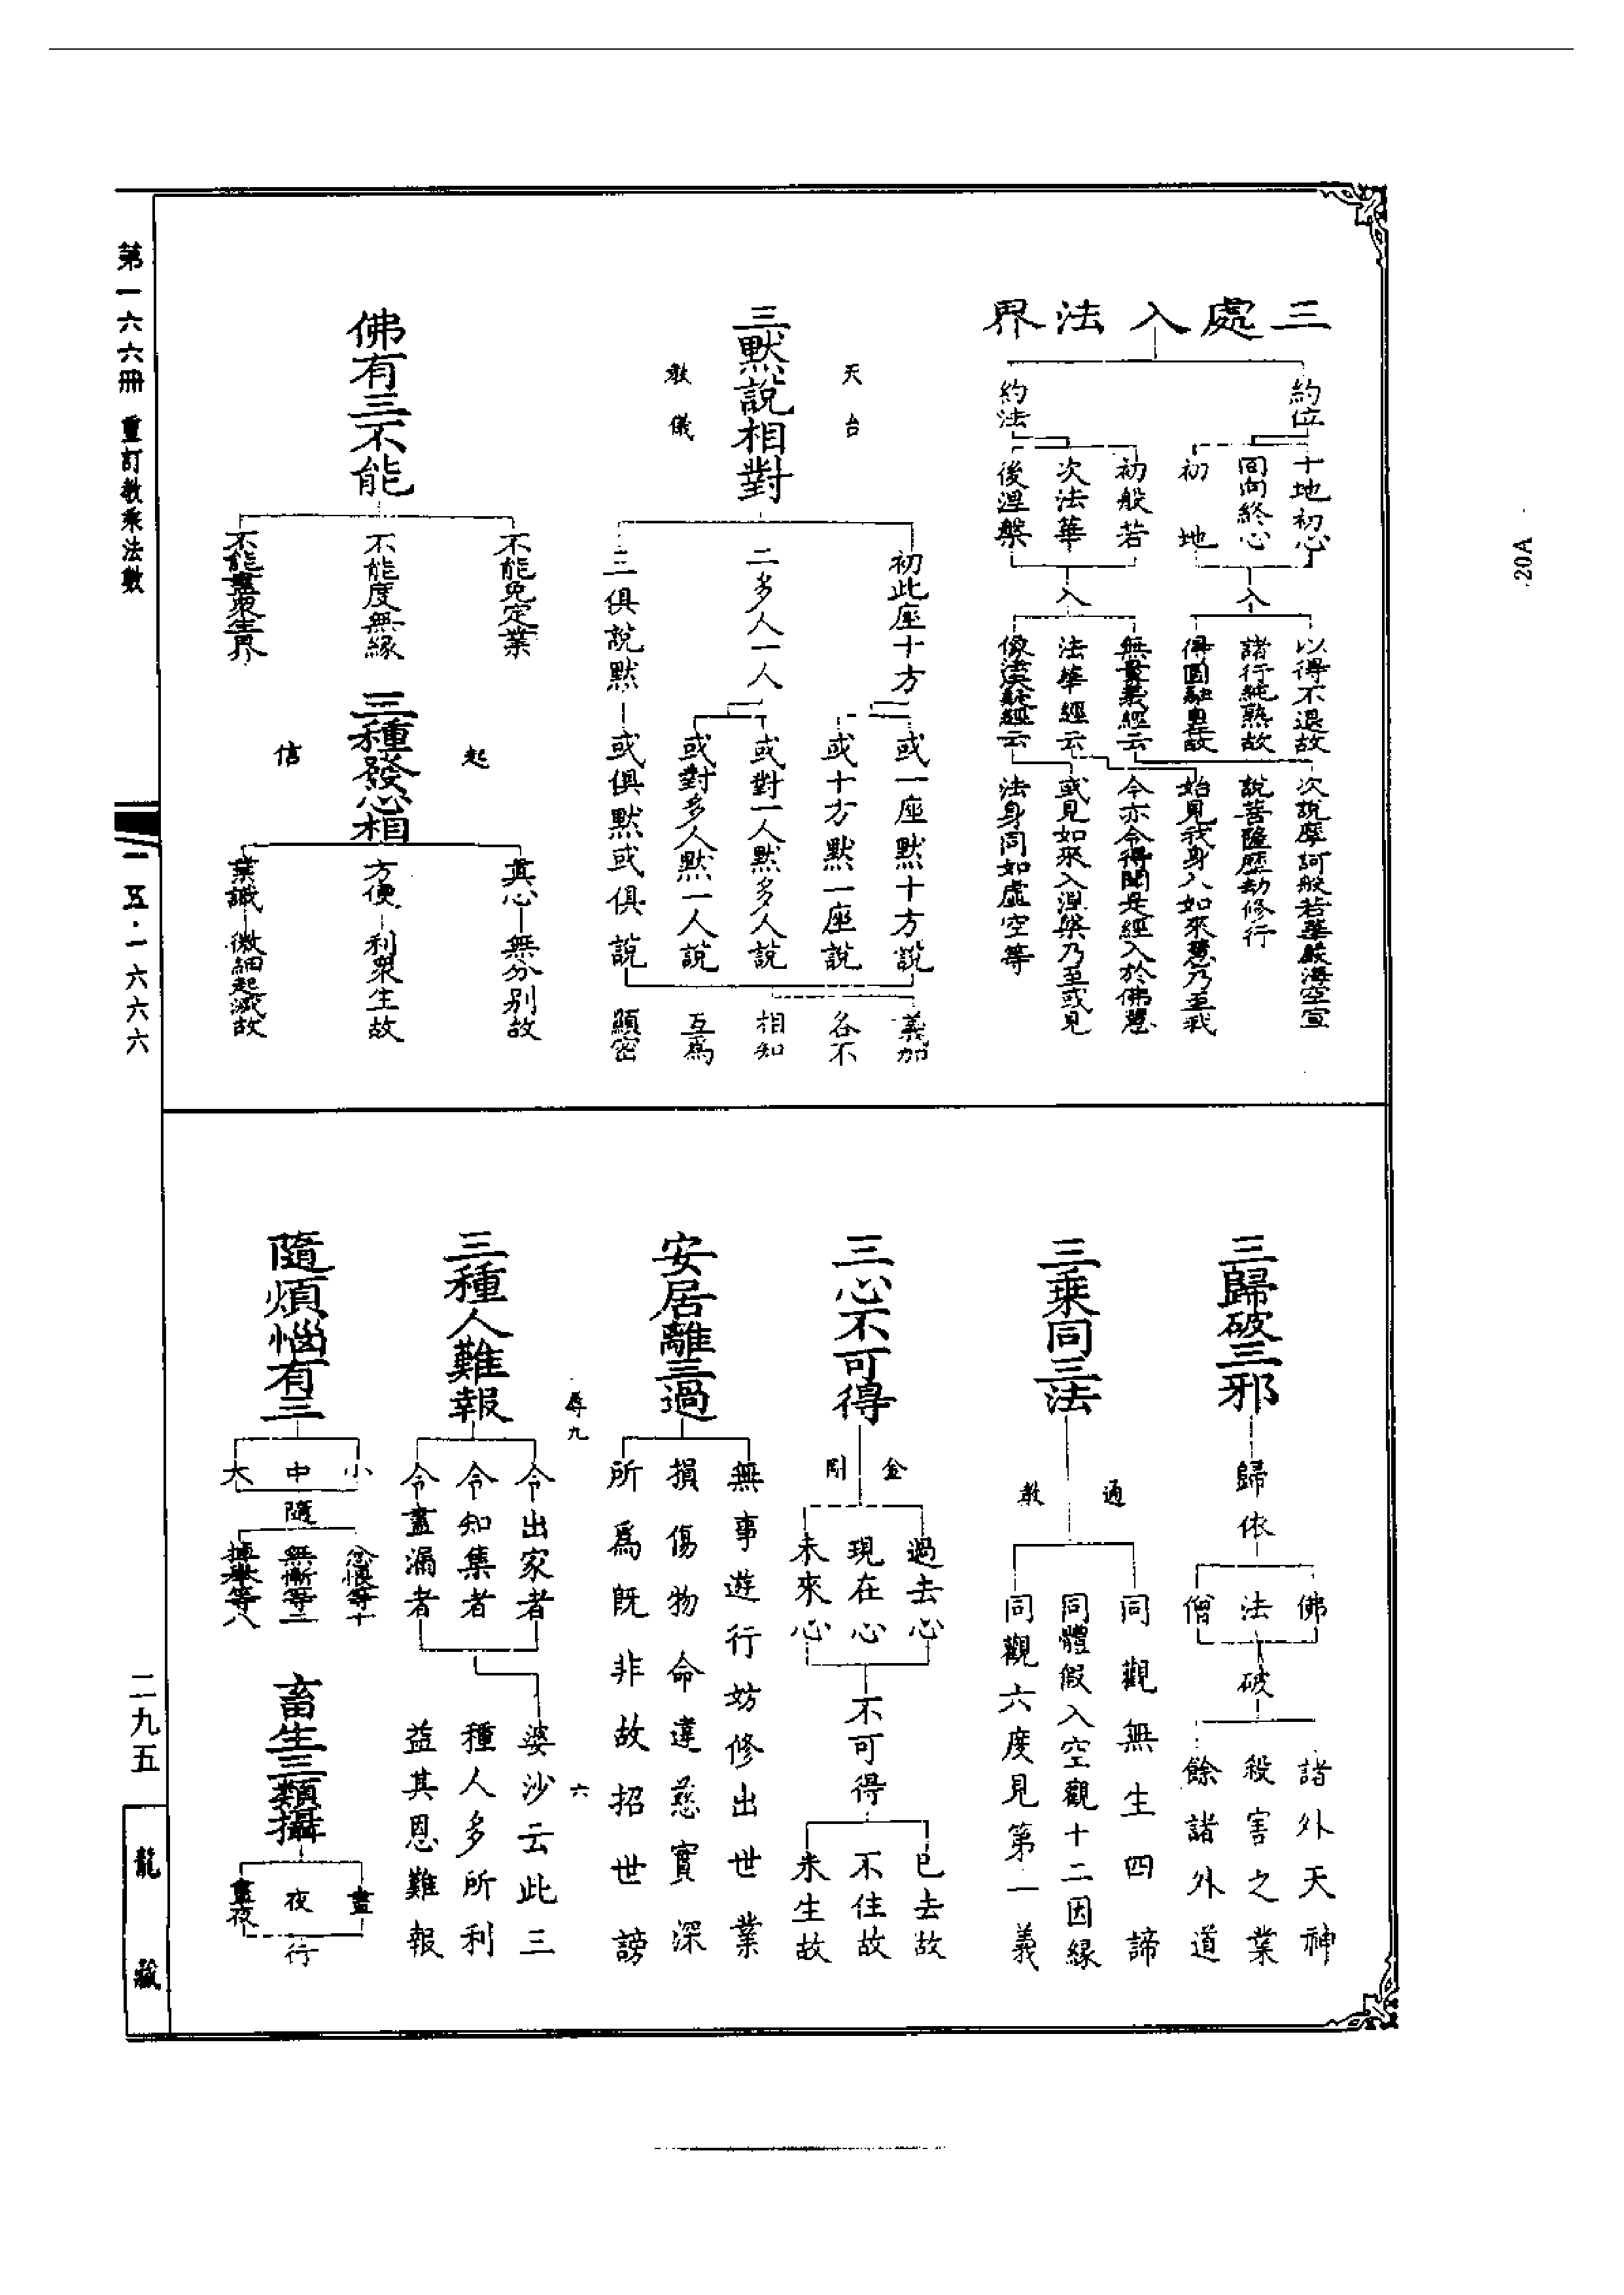 三處入法界
約位
十地初心
回向終心
初地
入
以得不退故
諸行純熟故
得圓融果故
約法
初般若
次法華
後涅槃
入
無量義經云
次說摩訶般若華嚴海空宣
說菩薩歷劫修行
法華經云
始見我身入如來慧乃至我
今亦令得聞是經入於佛慧
像法決疑經云
或見如來入涅槃乃至或見
法身同如虛空等
三默說相對
天台
教儀
初此座十方
或一座默十方說
或十方默一座說
二多人一人
或對一人默多人說
或對多人默一人說
三俱說默
或俱默或俱說
義加
各不
相知
互為
顯密
佛有三不能
不能免定業
不能度無緣
不能盡眾生界
三種發心相
起
信
真心
無分別故
方便
利眾生故
業識
微細起滅故
三歸破三邪
歸依
佛
法
僧
破
諸外天神
殺害之業
餘諸外道
三乘同三法
通
教
同觀無生四諦
同體假入空觀十二因緣
同觀六度見第一義
三心不可得
金
剛
過去心
現在心
未來心
不可得
已去故
不住故
未生故
安居離三過
無事遊行妨修出世業
損傷物命違慈實深
所為既非故招世謗
尋九
六
三種人難報
令出家者
令知集者
令盡漏者
婆沙云此三
種人多所利
益其恩難報
隨煩惱有三
小
中
大
隨
忿恨等十
無慚等二
掉舉等八
畜生三類攝
晝
夜
晝夜
行
第一六六冊 重訂教乘法數
一五·一六六六
二九五
龍藏
20A